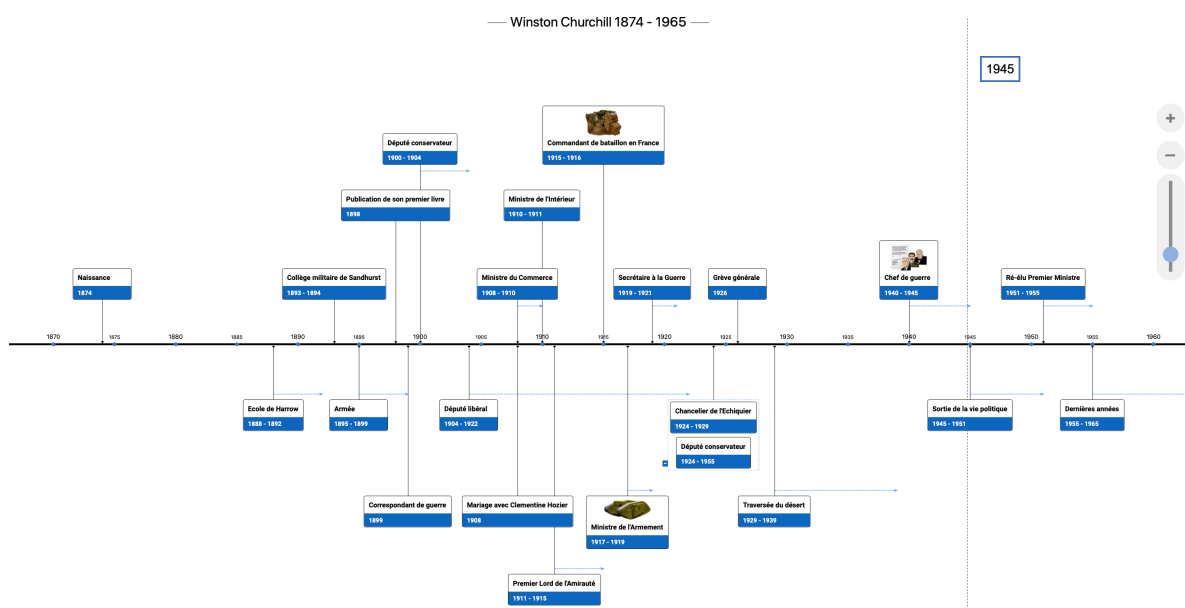 Winston Churchill 1874 - 1965
1945
Commandant de bataillon en France
1915 - 1916
Député conservateur
1900 - 1904
Publication de son premier livre
1898
Ministre de l'Intérieur
1910 - 1911
Naissance
1874
Collège militaire de Sandhurst
1893 - 1894
Ministre du Commerce
1908 - 1910
Secrétaire à la Guerre
1919 - 1921
Grève générale
1926
Chef de guerre
1940 - 1945
Ré-élu Premier Ministre
1951 - 1955
1870 1875 1880 1885 1890 1895 1900 1905 1910 1915 1920 1925 1930 1935 1940 1945 1950 1955 1960
Ecole de Harrow
1888 - 1892
Armée
1895 - 1899
Député libéral
1904 - 1922
Chancelier de l'Echiquier
1924 - 1929
Député conservateur
1924 - 1955
Sortie de la vie politique
1945 - 1951
Dernières années
1955 - 1965
Correspondant de guerre
1899
Mariage avec Clementine Hozier
1908
Ministre de l'Armement
1917 - 1919
Traversée du désert
1929 - 1939
Premier Lord de l'Amirauté
1911 - 1915